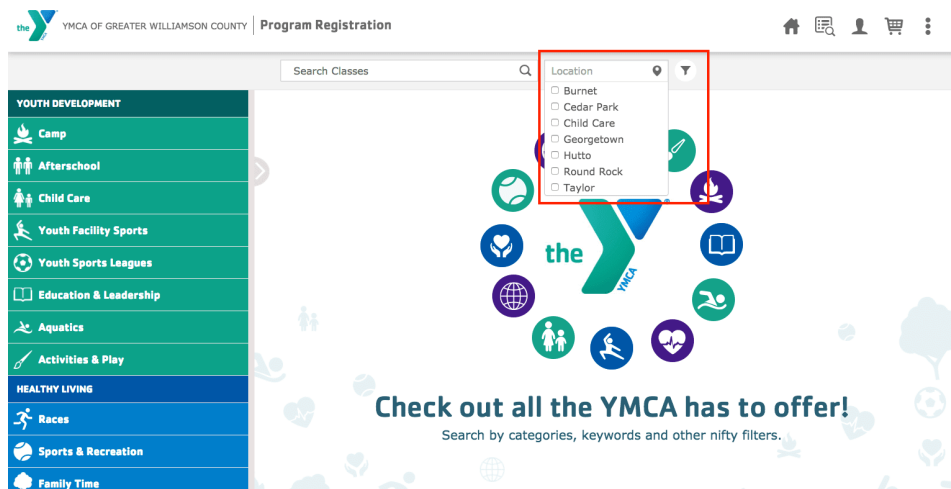 the YMCA OF GREATER WILLIAMSON COUNTY Program Registration
Search Classes
Location
Burnet
Cedar Park
Child Care
Georgetown
Hutto
Round Rock
Taylor
YOUTH DEVELOPMENT
Camp
Afterschool
Child Care
Youth Facility Sports
Youth Sports Leagues
Education & Leadership
Aquatics
Activities & Play
HEALTHY LIVING
Races
Sports & Recreation
Family Time
the YMCA ®
Check out all the YMCA has to offer!
Search by categories, keywords and other nifty filters.